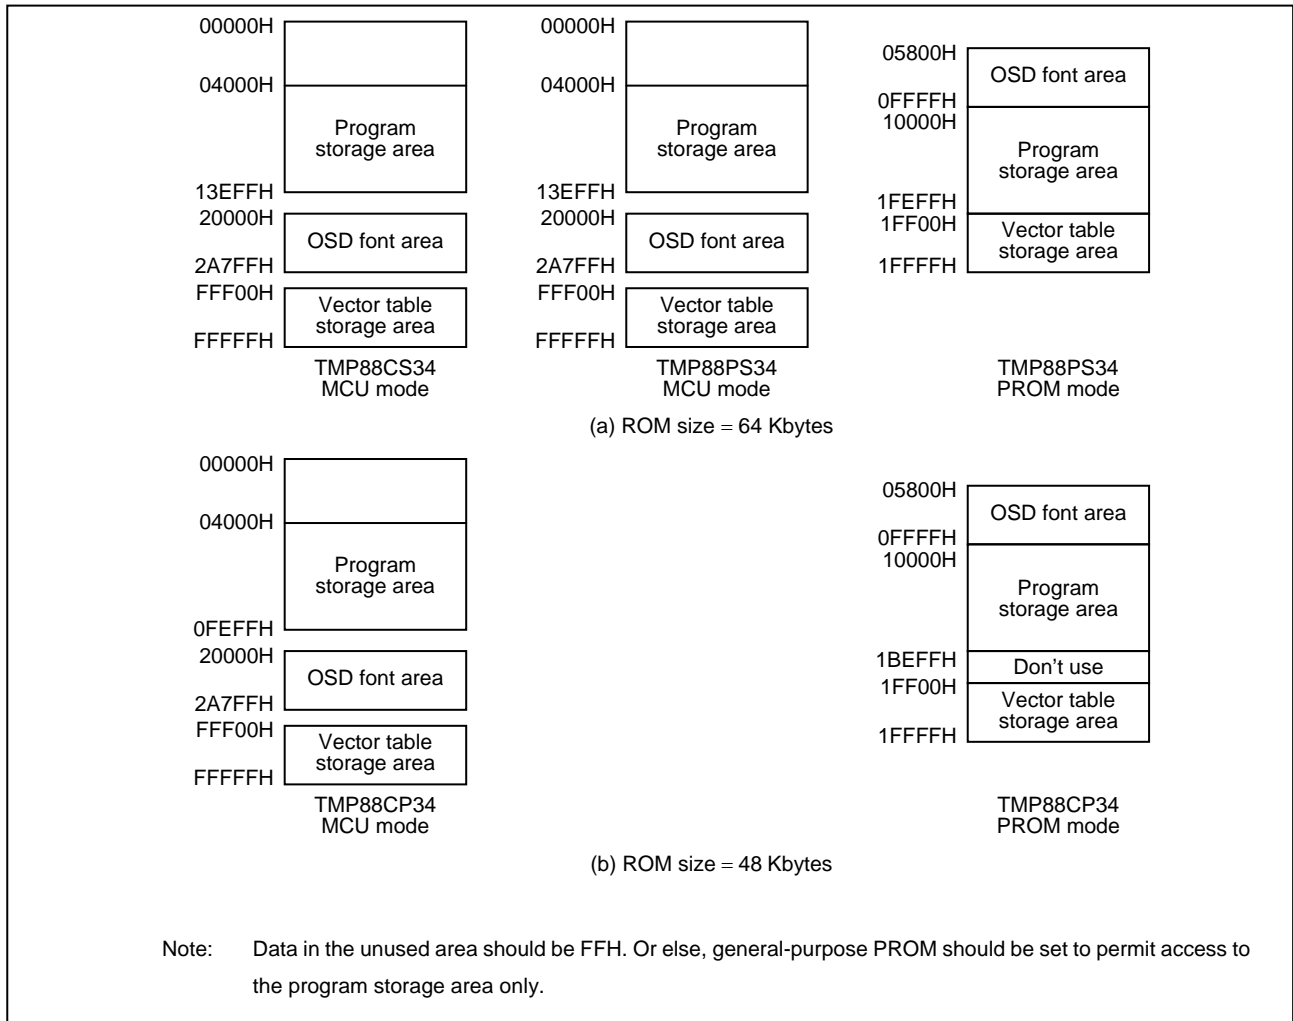 00000H
04000H
Program
storage area
13EFFH
20000H
OSD font area
2A7FFH
FFF00H
Vector table
storage area
FFFFFH
TMP88CS34
MCU mode
00000H
04000H
Program
storage area
13EFFH
20000H
OSD font area
2A7FFH
FFF00H
Vector table
storage area
FFFFFH
TMP88PS34
MCU mode
05800H
OSD font area
0FFFFH
10000H
Program
storage area
1FEFFH
1FF00H
Vector table
storage area
1FFFFH
TMP88PS34
PROM mode
(a) ROM size = 64 Kbytes
00000H
04000H
Program
storage area
0FEFFH
20000H
OSD font area
2A7FFH
FFF00H
Vector table
storage area
FFFFFH
TMP88CP34
MCU mode
05800H
OSD font area
0FFFFH
10000H
Program
storage area
1BEFFH
Don't use
1FF00H
Vector table
storage area
1FFFFH
TMP88CP34
PROM mode
(b) ROM size = 48 Kbytes
Note: Data in the unused area should be FFH. Or else, general-purpose PROM should be set to permit access to
the program storage area only.